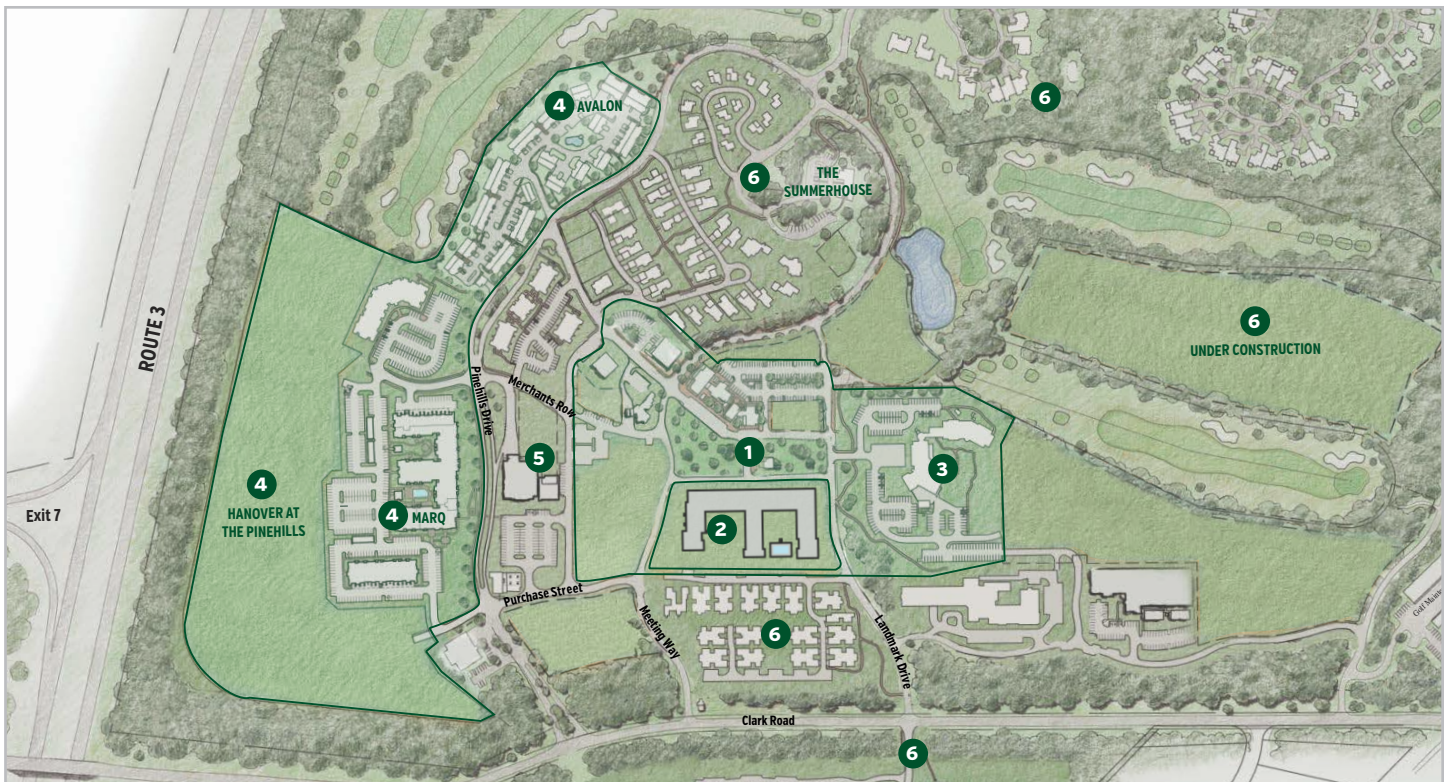 4 AVALON
6
6
THE
SUMMERHOUSE
ROUTE 3
6
UNDER CONSTRUCTION
Pinehills Drive
Merchants Row
1
5
3
4
HANOVER AT
THE PINEHILLS
Exit 7
4 MARQ
2
Purchase Street
Meeting Way
6
Landmark Drive
Clark Road
6